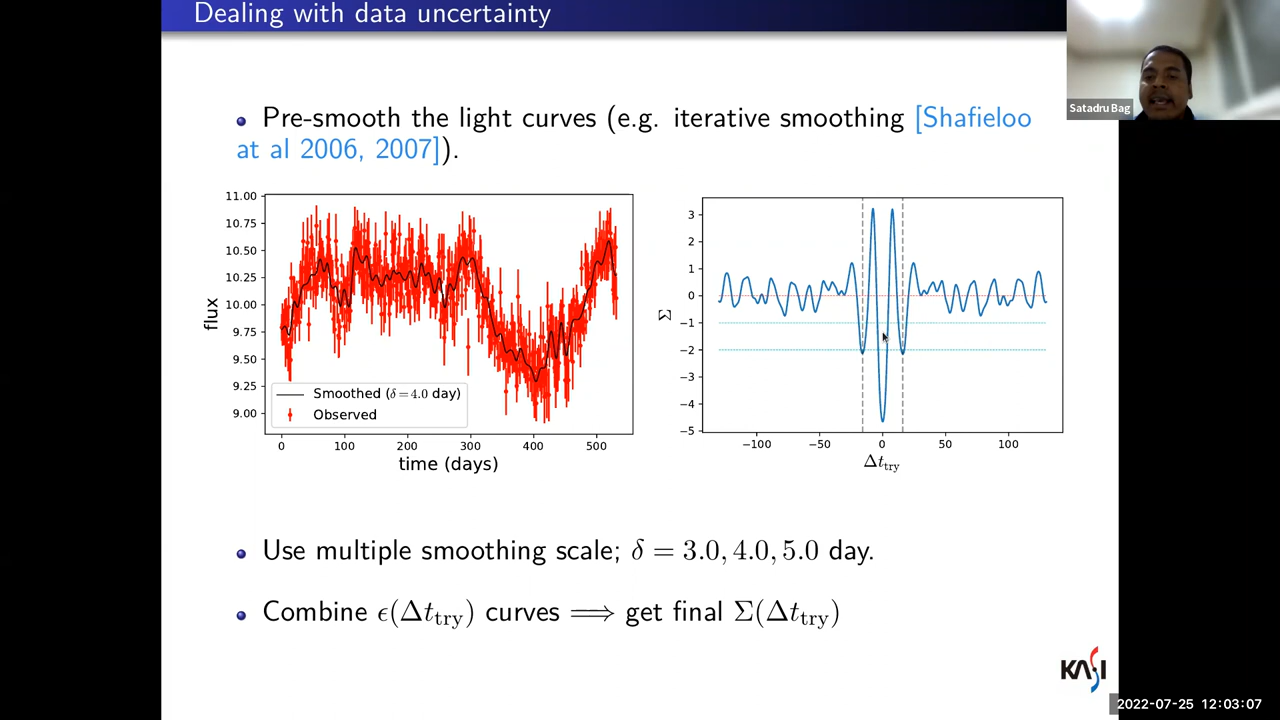 Dealing with data uncertainty
Satadru Bag
Pre-smooth the light curves (e.g. iterative smoothing [Shafieloo
at al 2006, 2007]).
11.00
10.75
10.50
10.25
10.00
9.75
9.50
9.25
9.00
flux
Smoothed (δ = 4.0 day)
Observed
0 100 200 300 400 500
time (days)
3
2
1
0
−1
−2
−3
−4
−5
Σ
−100 −50 0 50 100
Δt_try
Use multiple smoothing scale; δ = 3.0, 4.0, 5.0 day.
Combine ϵ(Δt_try) curves ⟹ get final Σ(Δt_try)
KASI
2022-07-25 12:03:07